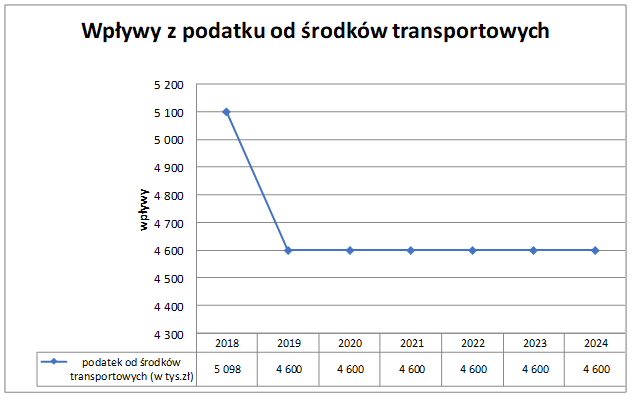 Wpływy z podatku od środków transportowych
5 200
5 100
5 000
4 900
4 800
4 700
4 600
4 500
4 400
4 300
wpływy
2018 2019 2020 2021 2022 2023 2024
podatek od środków
transportowych (w tys.zł) 5 098 4 600 4 600 4 600 4 600 4 600 4 600